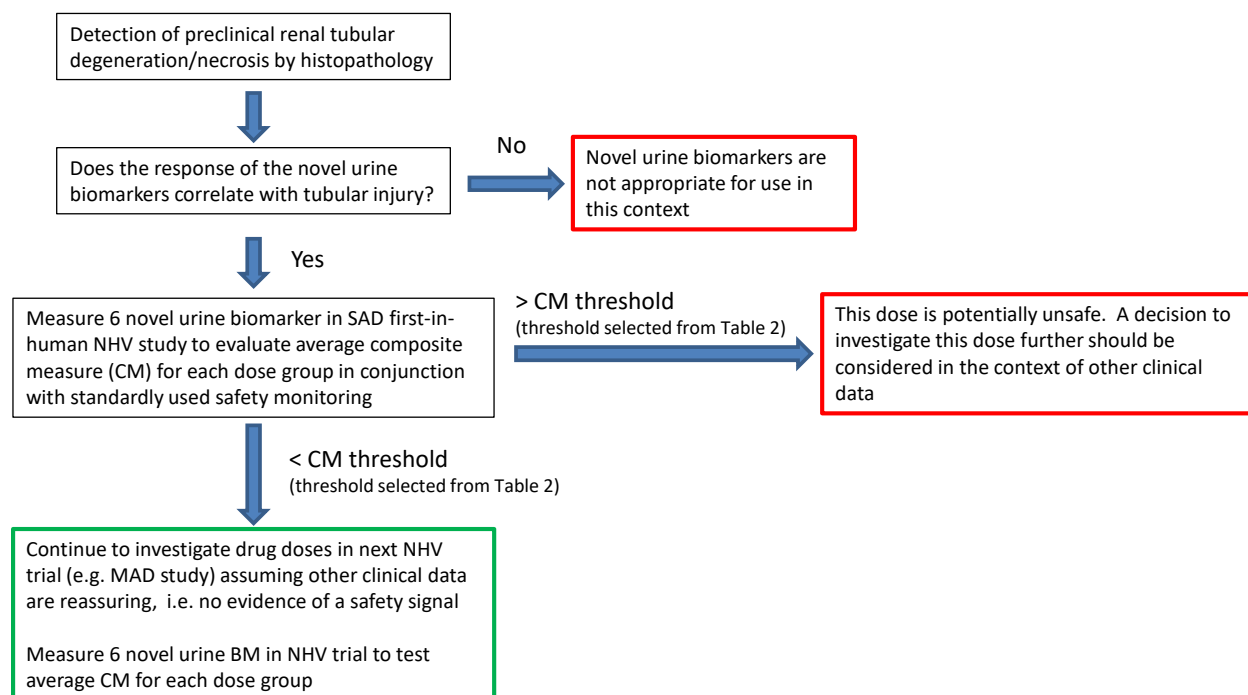 Detection of preclinical renal tubular
degeneration/necrosis by histopathology
Does the response of the novel urine
biomarkers correlate with tubular injury?
No
Novel urine biomarkers are
not appropriate for use in
this context
Yes
Measure 6 novel urine biomarker in SAD first-in-
human NHV study to evaluate average composite
measure (CM) for each dose group in conjunction
with standardly used safety monitoring
> CM threshold
(threshold selected from Table 2)
This dose is potentially unsafe.  A decision to
investigate this dose further should be
considered in the context of other clinical
data
< CM threshold
(threshold selected from Table 2)
Continue to investigate drug doses in next NHV
trial (e.g. MAD study) assuming other clinical data
are reassuring,  i.e. no evidence of a safety signal
Measure 6 novel urine BM in NHV trial to test
average CM for each dose group